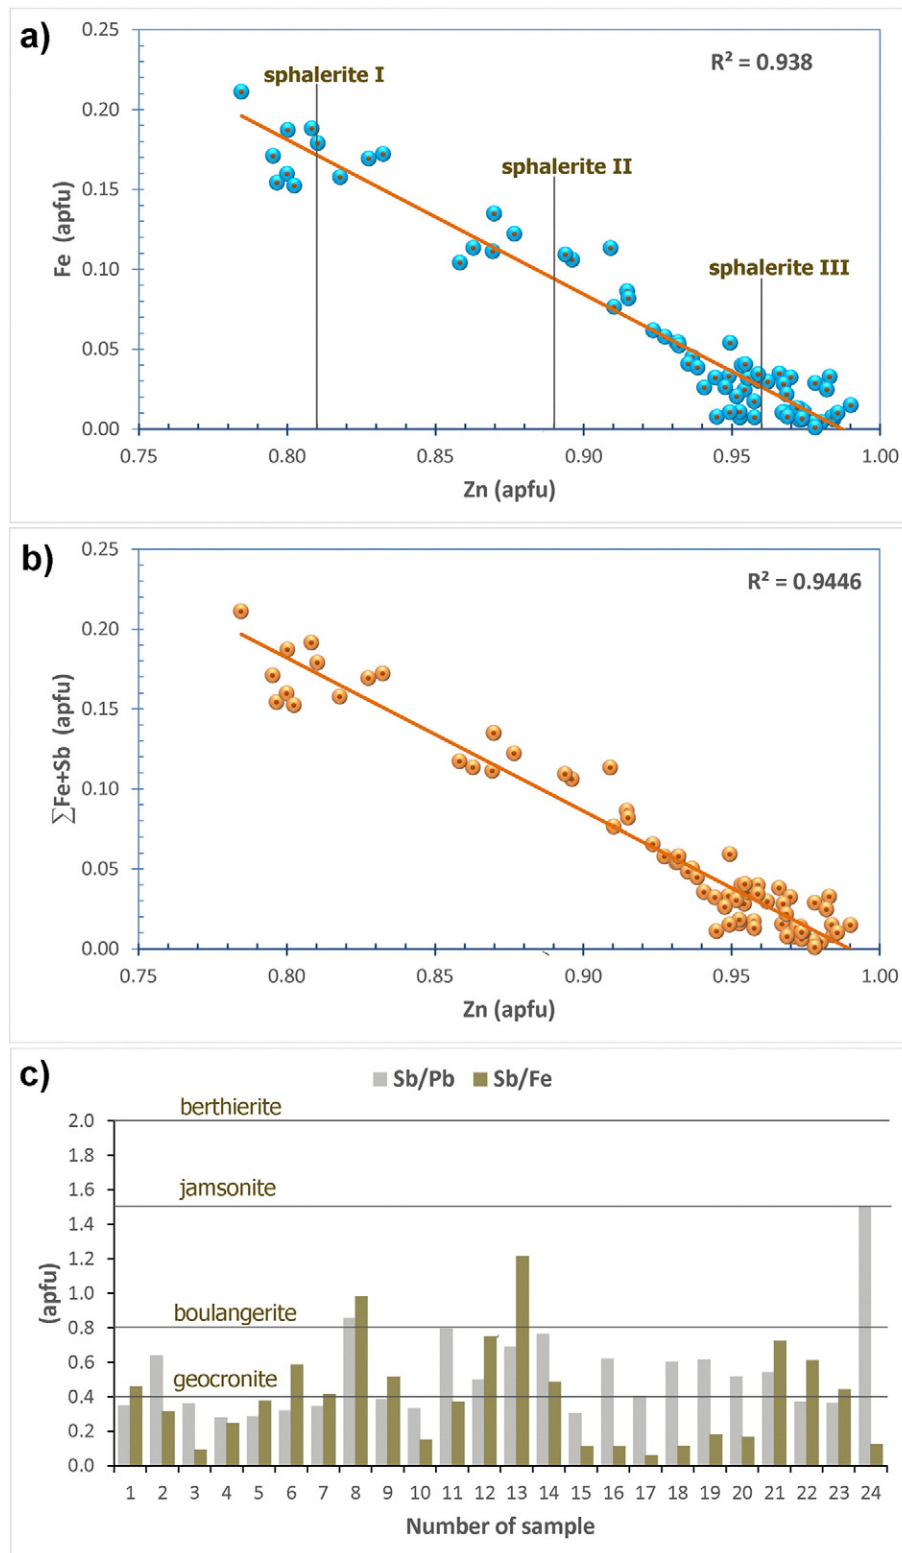 a)
R² = 0.938
sphalerite I
sphalerite II
sphalerite III
Fe (apfu)
0.25
0.20
0.15
0.10
0.05
0.00
0.75 0.80 0.85 0.90 0.95 1.00
Zn (apfu)
b)
R² = 0.9446
∑Fe+Sb (apfu)
0.25
0.20
0.15
0.10
0.05
0.00
0.75 0.80 0.85 0.90 0.95 1.00
Zn (apfu)
c)
Sb/Pb Sb/Fe
berthierite
jamsonite
boulangerite
geocronite
(apfu)
2.0
1.8
1.6
1.4
1.2
1.0
0.8
0.6
0.4
0.2
0.0
1 2 3 4 5 6 7 8 9 10 11 12 13 14 15 16 17 18 19 20 21 22 23 24
Number of sample